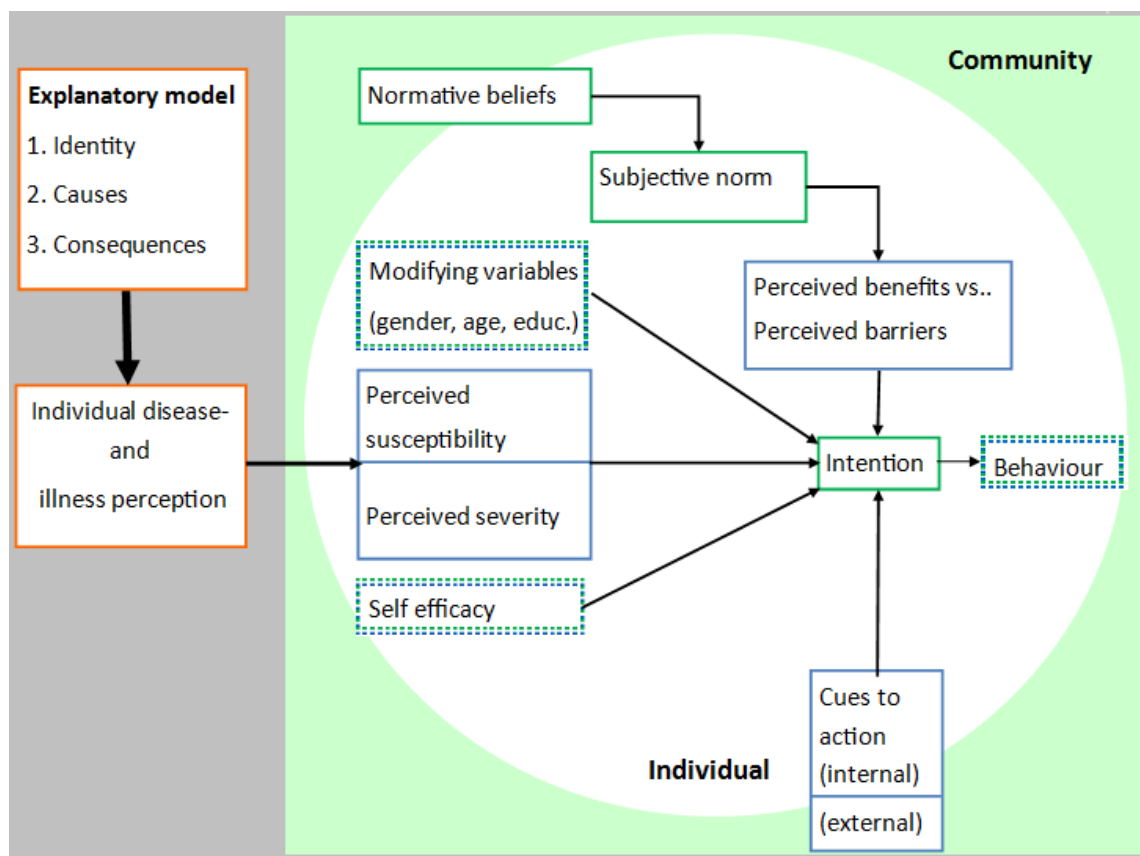 Community
Explanatory model
1. Identity
2. Causes
3. Consequences
Normative beliefs
Subjective norm
Modifying variables
(gender, age, educ.)
Perceived benefits vs..
Perceived barriers
Individual disease-
and
illness perception
Perceived
susceptibility
Perceived severity
Intention
Behaviour
Self efficacy
Cues to
action
(internal)
(external)
Individual